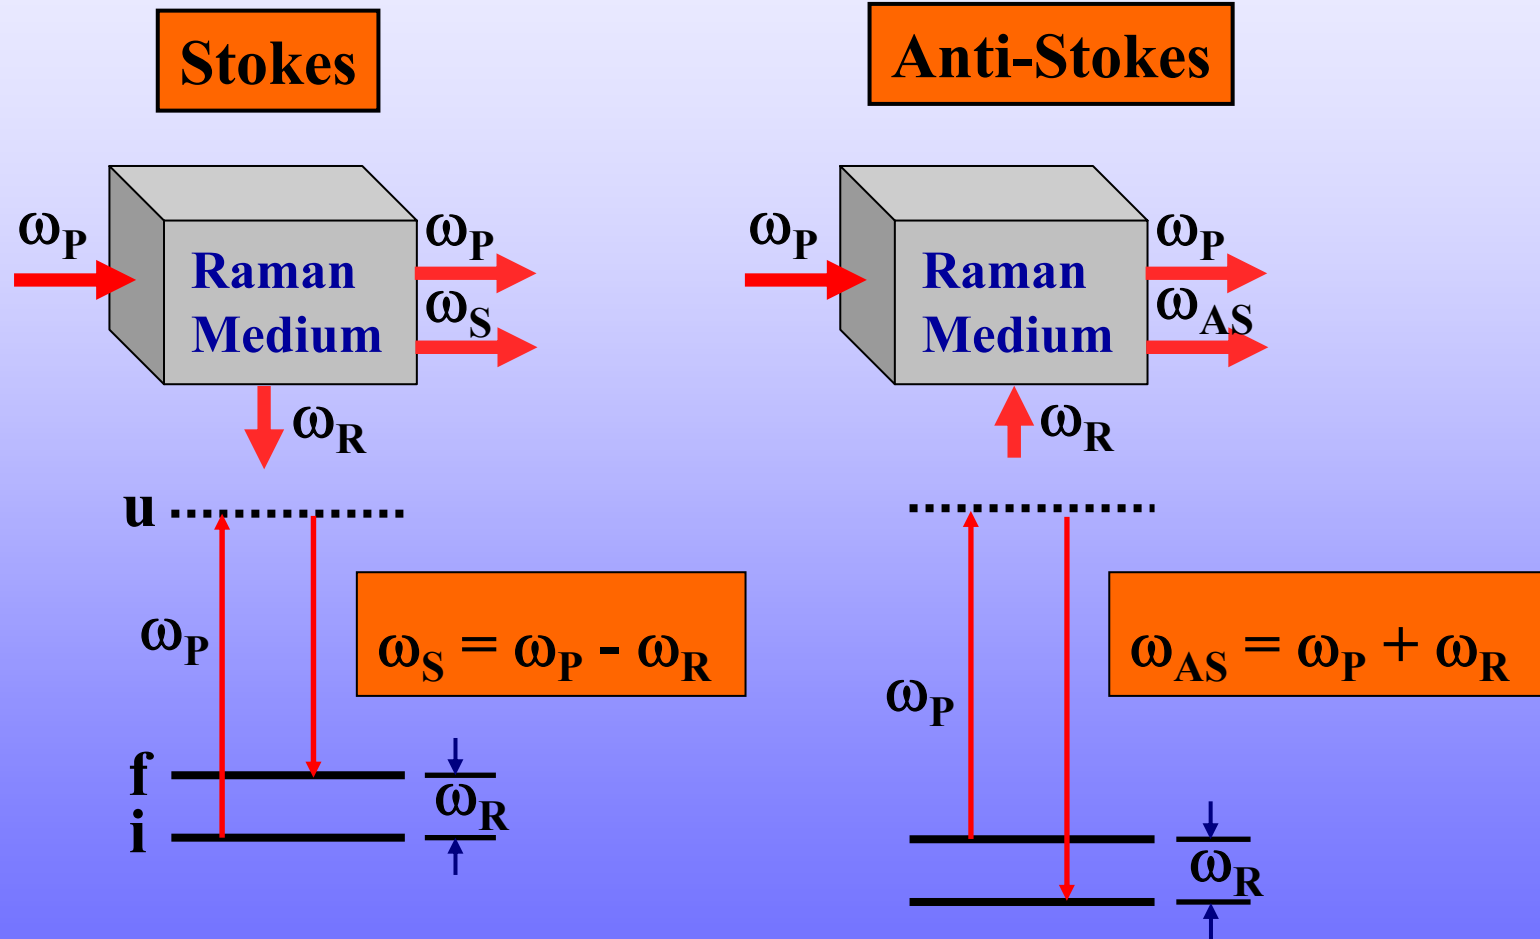 Stokes
Anti-Stokes
ωP
Raman
Medium
ωP
ωS
ωR
ωP
Raman
Medium
ωP
ωAS
ωR
u
ωP
ωS = ωP - ωR
f
i
ωR
ωP
ωAS = ωP + ωR
ωR